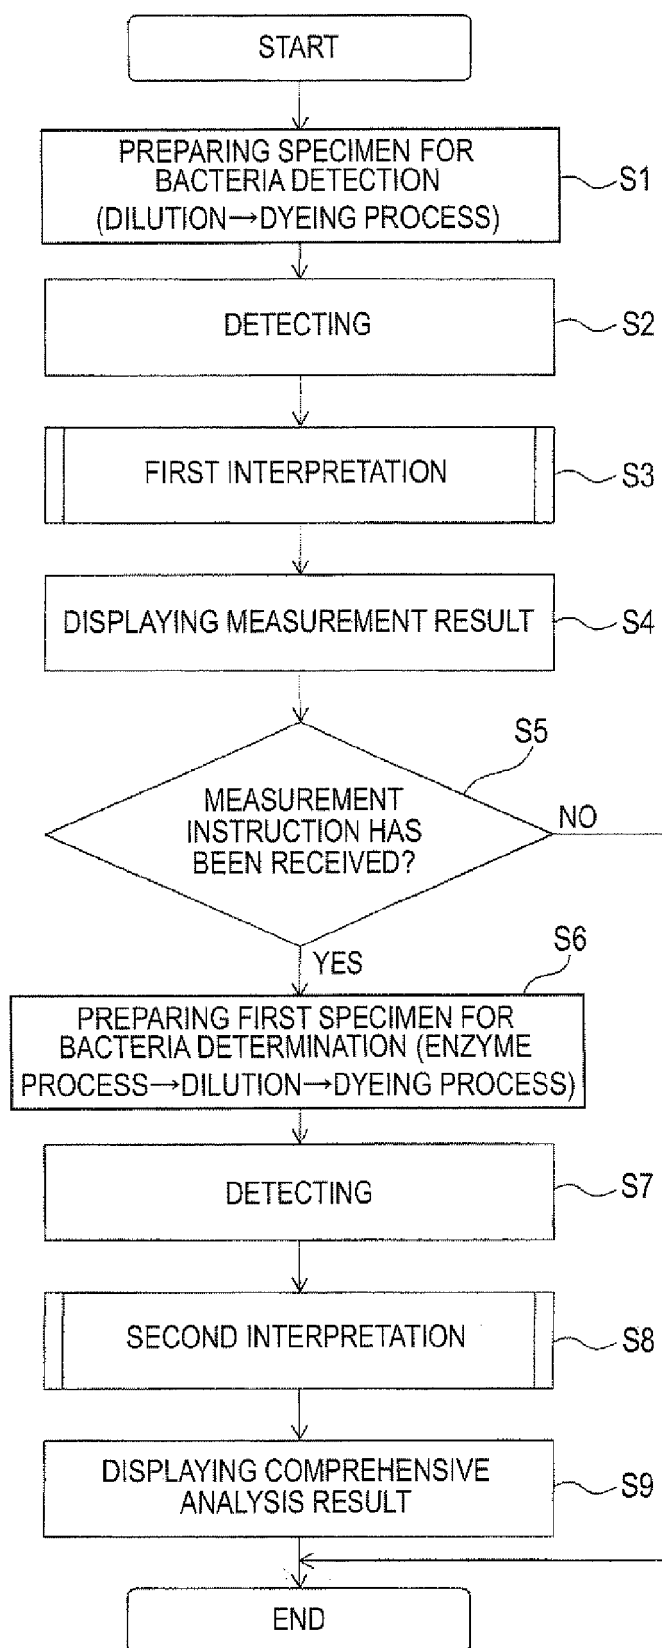 START
PREPARING SPECIMEN FOR
BACTERIA DETECTION
(DILUTION→DYEING PROCESS)
S1
DETECTING
S2
FIRST INTERPRETATION
S3
DISPLAYING MEASUREMENT RESULT
S4
S5
MEASUREMENT
INSTRUCTION HAS
BEEN RECEIVED?
NO
YES
S6
PREPARING FIRST SPECIMEN FOR
BACTERIA DETERMINATION (ENZYME
PROCESS→DILUTION→DYEING PROCESS)
DETECTING
S7
SECOND INTERPRETATION
S8
DISPLAYING COMPREHENSIVE
ANALYSIS RESULT
S9
END